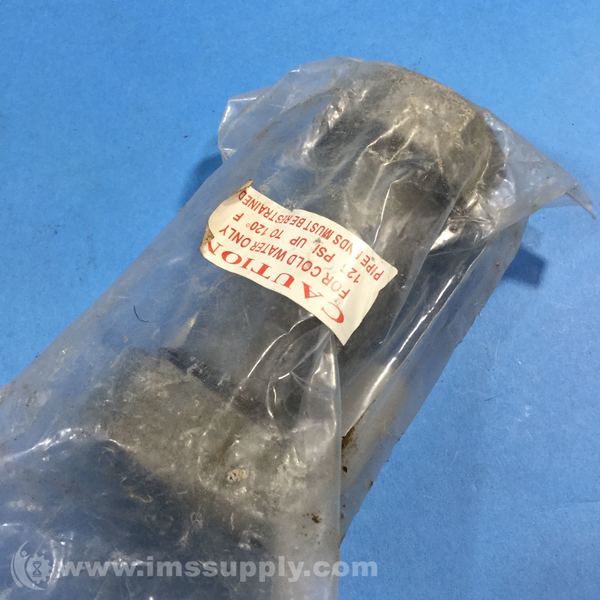 CAUTION
FOR COLD WATER ONLY
125 PSI UP TO 120° F
PIPE ENDS MUST BE RESTRAINED
www.imssupply.com